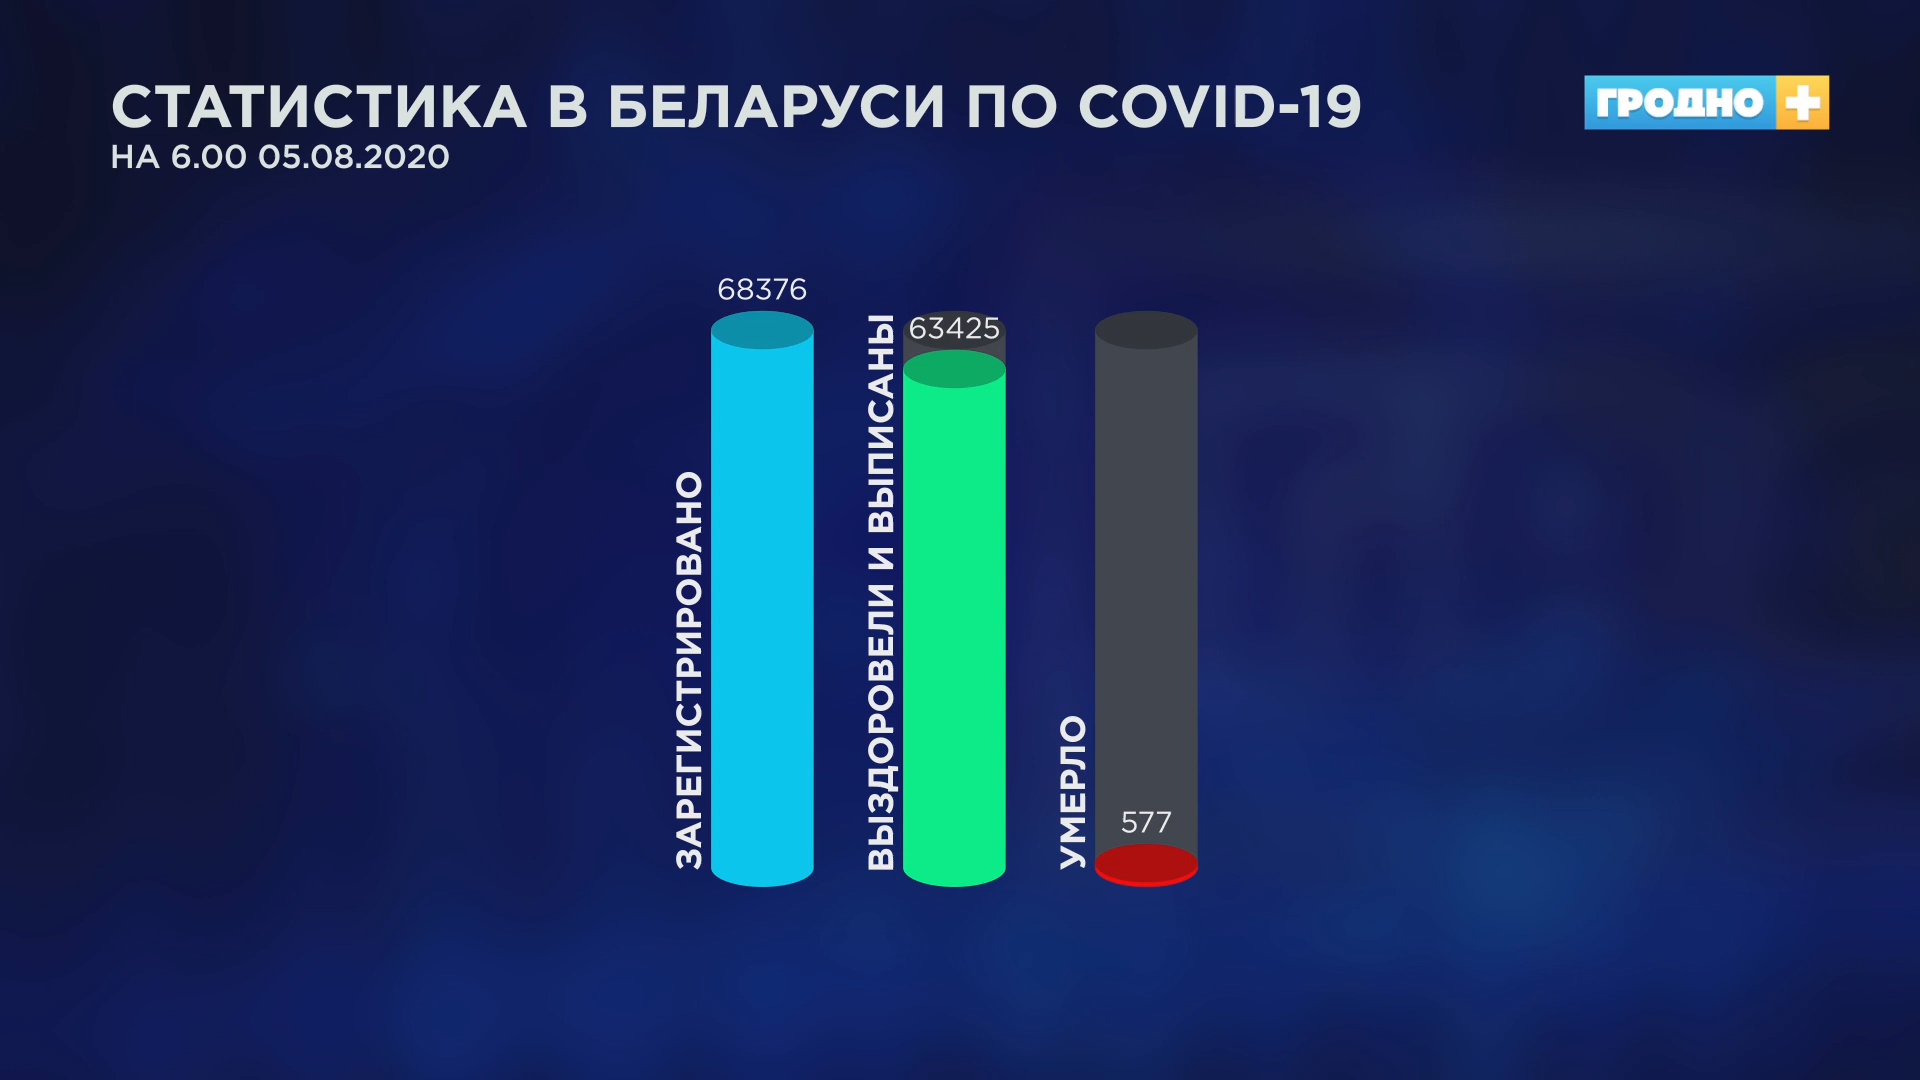 СТАТИСТИКА В БЕЛАРУСИ ПО COVID-19
НА 6.00 05.08.2020
ГРОДНО +
68376
ЗАРЕГИСТРИРОВАНО
63425
ВЫЗДОРОВЕЛИ И ВЫПИСАНЫ
577
УМЕРЛО